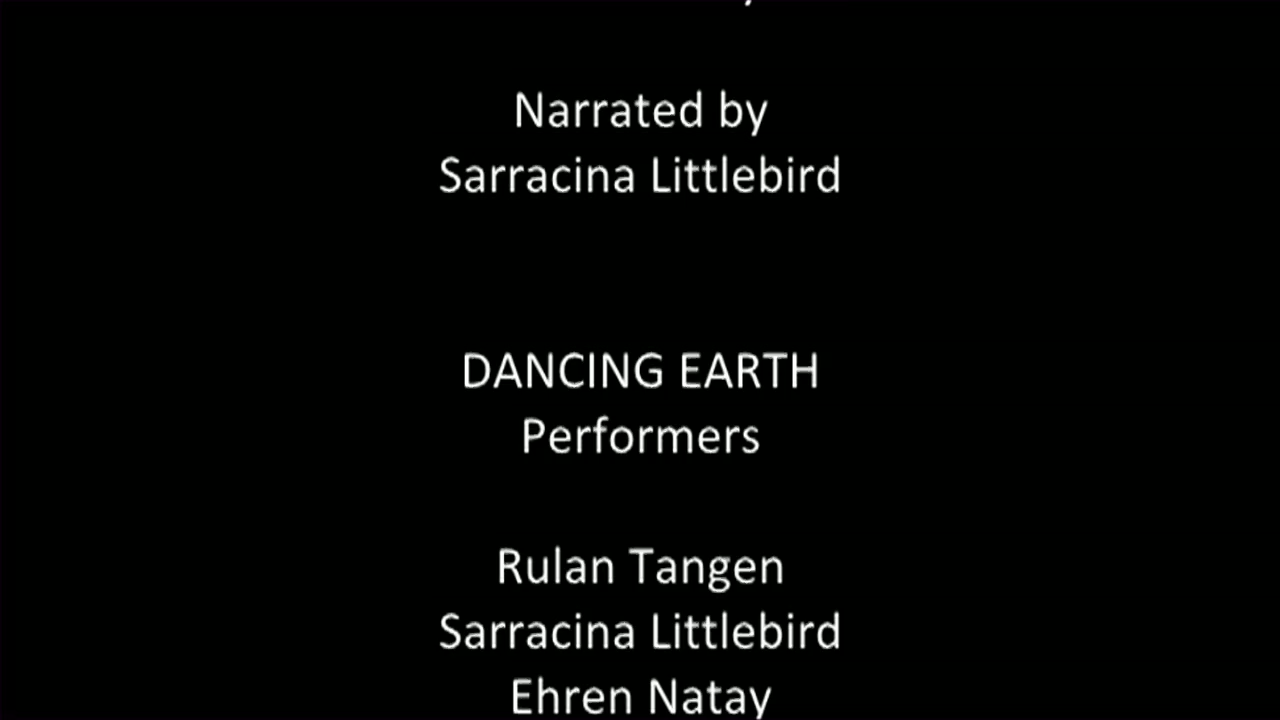 Narrated by
Sarracina Littlebird
DANCING EARTH
Performers
Rulan Tangen
Sarracina Littlebird
Ehren Natay